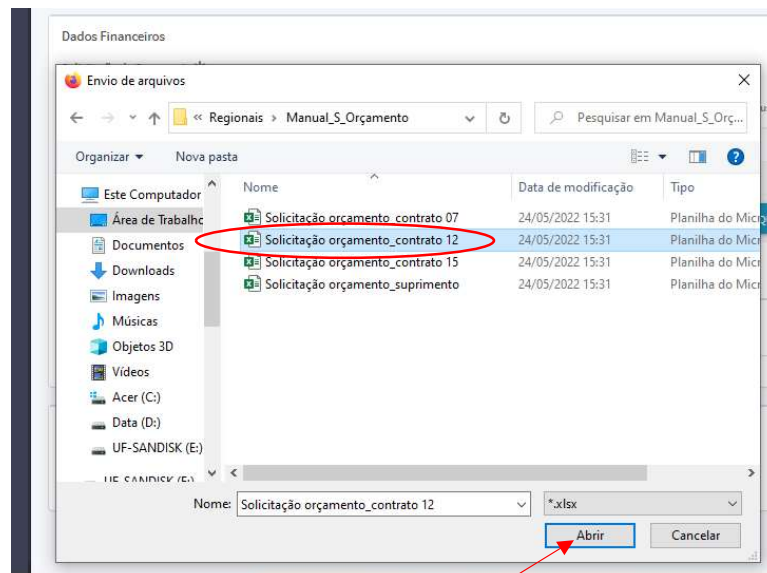 Dados Financeiros
Envio de arquivos
« Regionais > Manual_S_Orçamento
Pesquisar em Manual_S_Orç...
Organizar
Nova pasta
Nome
Data de modificação
Tipo
Este Computador
Área de Trabalho
Documentos
Downloads
Imagens
Músicas
Objetos 3D
Vídeos
Acer (C:)
Data (D:)
UF-SANDISK (E:)
Solicitação orçamento_contrato 07 24/05/2022 15:31 Planilha do Micr
Solicitação orçamento_contrato 12 24/05/2022 15:31 Planilha do Micr
Solicitação orçamento_contrato 15 24/05/2022 15:31 Planilha do Micr
Solicitação orçamento_suprimento 24/05/2022 15:31 Planilha do Micr
Nome: Solicitação orçamento_contrato 12
*.xlsx
Abrir
Cancelar